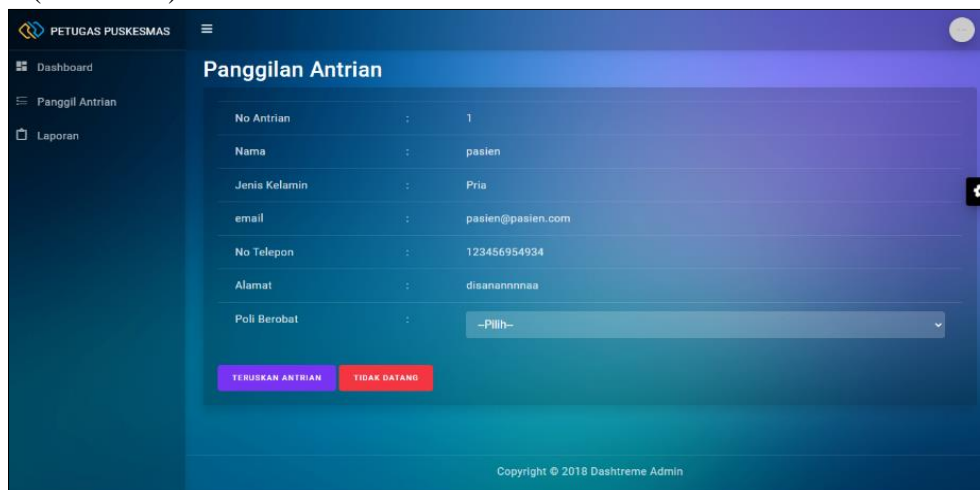 PETUGAS PUSKESMAS
Dashboard
Panggil Antrian
Laporan
Panggilan Antrian
No Antrian : 1
Nama : pasien
Jenis Kelamin : Pria
email : pasien@pasien.com
No Telepon : 123456954934
Alamat : disanannnnaa
Poli Berobat : --Pilih--
TERUSKAN ANTRIAN TIDAK DATANG
Copyright © 2018 Dashtreme Admin